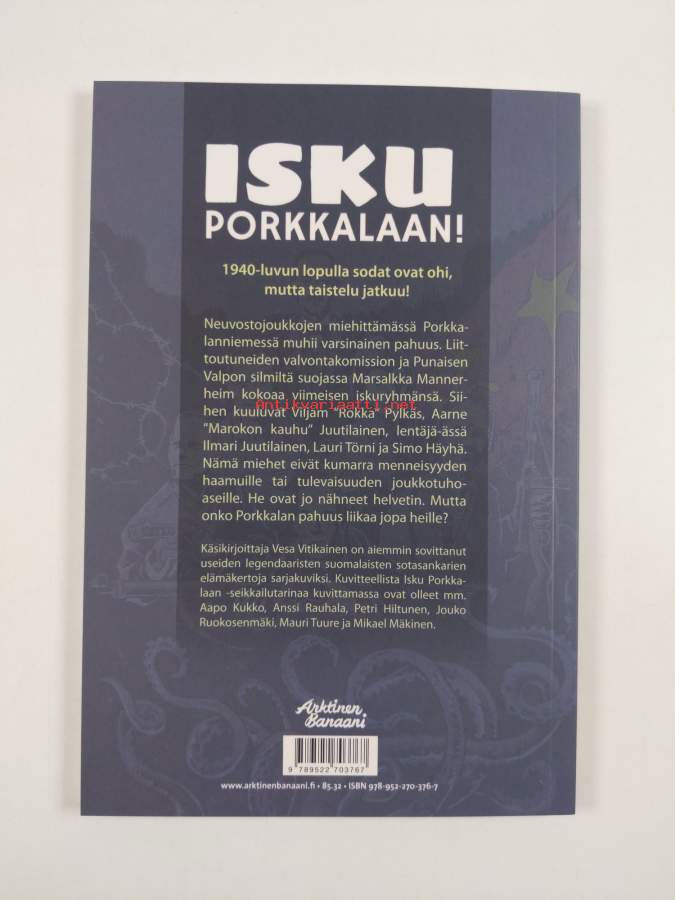 ISKU
PORKKALAAN!
1940-luvun lopulla sodat ovat ohi,
mutta taistelu jatkuu!
Neuvostojoukkojen miehittämässä Porkka-
lanniemessä muhii varsinainen pahuus. Liit-
toutuneiden valvontakomission ja Punaisen
Valpon silmiltä suojassa Marsalkka Manner-
heim kokoaa viimeisen iskuryhmänsä. Sii-
Antikvariaatti.net
hen kuuluvat Viljam "Rokka" Pylkäs, Aarne
"Marokon kauhu" Juutilainen, lentäjä-ässä
Ilmari Juutilainen, Lauri Törni ja Simo Häyhä.
Nämä miehet eivät kumarra menneisyyden
haamuille tai tulevaisuuden joukkotuho-
aseille. He ovat jo nähneet helvetin. Mutta
onko Porkkalan pahuus liikaa jopa heille?
Käsikirjoittaja Vesa Vitikainen on aiemmin sovittanut
useiden legendaaristen suomalaisten sotasankarien
elämäkertoja sarjakuviksi. Kuvitteellista Isku Porkka-
laan -seikkailutarinaa kuvittamassa ovat olleet mm.
Aapo Kukko, Anssi Rauhala, Petri Hiltunen, Jouko
Ruokosenmäki, Mauri Tuure ja Mikael Mäkinen.
Arktinen
Banaani
9 789522 703767
www.arktinenbanaani.fi • 85.32 • ISBN 978-952-270-376-7